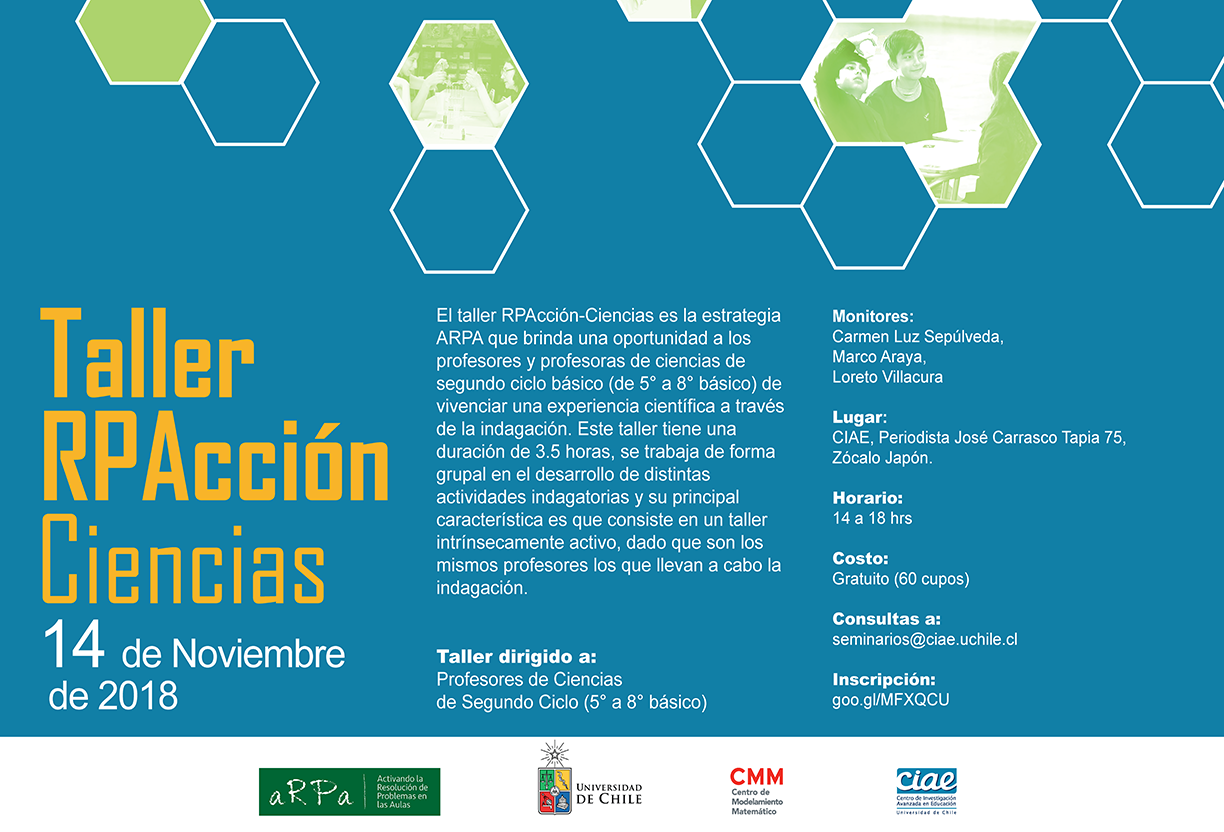 Taller
RPAcción
Ciencias
14 de Noviembre
de 2018
El taller RPAcción-Ciencias es la estrategia
ARPA que brinda una oportunidad a los
profesores y profesoras de ciencias de
segundo ciclo básico (de 5° a 8° básico) de
vivenciar una experiencia científica a través
de la indagación. Este taller tiene una
duración de 3.5 horas, se trabaja de forma
grupal en el desarrollo de distintas
actividades indagatorias y su principal
característica es que consiste en un taller
intrínsecamente activo, dado que son los
mismos profesores los que llevan a cabo la
indagación.
Taller dirigido a:
Profesores de Ciencias
de Segundo Ciclo (5° a 8° básico)
Monitores:
Carmen Luz Sepúlveda,
Marco Araya,
Loreto Villacura
Lugar:
CIAE, Periodista José Carrasco Tapia 75,
Zócalo Japón.
Horario:
14 a 18 hrs
Costo:
Gratuito (60 cupos)
Consultas a:
seminarios@ciae.uchile.cl
Inscripción:
goo.gl/MFXQCU
aRPa
Activando la
Resolución de
Problemas en
las Aulas
UNIVERSIDAD
DE CHILE
CMM
Centro de
Modelamiento
Matemático
ciae
Centro de Investigación
Avanzada en Educación
Universidad de Chile